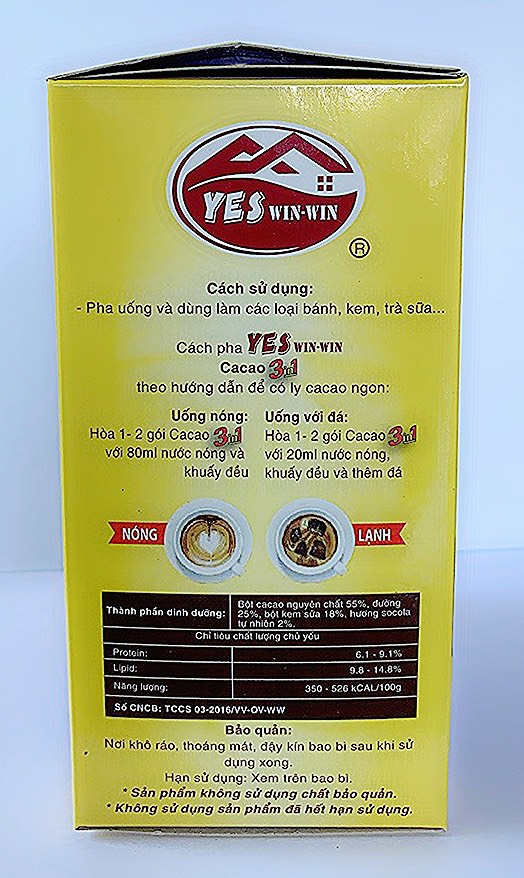 YES WIN-WIN
®
Cách sử dụng:
- Pha uống và dùng làm các loại bánh, kem, trà sữa...
Cách pha YES WIN-WIN
Cacao 3in1
theo hướng dẫn để có ly cacao ngon:
Uống nóng:
Hòa 1- 2 gói Cacao 3in1
với 80ml nước nóng và
khuấy đều
Uống với đá:
Hòa 1- 2 gói Cacao 3in1
với 20ml nước nóng,
khuấy đều và thêm đá
NÓNG
LẠNH
Thành phần dinh dưỡng: Bột cacao nguyên chất 55%, đường
25%, bột kem sữa 18%, hương socola
tự nhiên 2%.
Chỉ tiêu chất lượng chủ yếu
Protein: 6.1 - 9.1%
Lipid: 9.8 - 14.8%
Năng lượng: 350 - 526 kCAL/100g
Số CNCB: TCCS 03-2016/VV-OV-WW
Bảo quản:
Nơi khô ráo, thoáng mát, đậy kín bao bì sau khi sử
dụng xong.
Hạn sử dụng: Xem trên bao bì.
* Sản phẩm không sử dụng chất bảo quản.
* Không sử dụng sản phẩm đã hết hạn sử dụng.